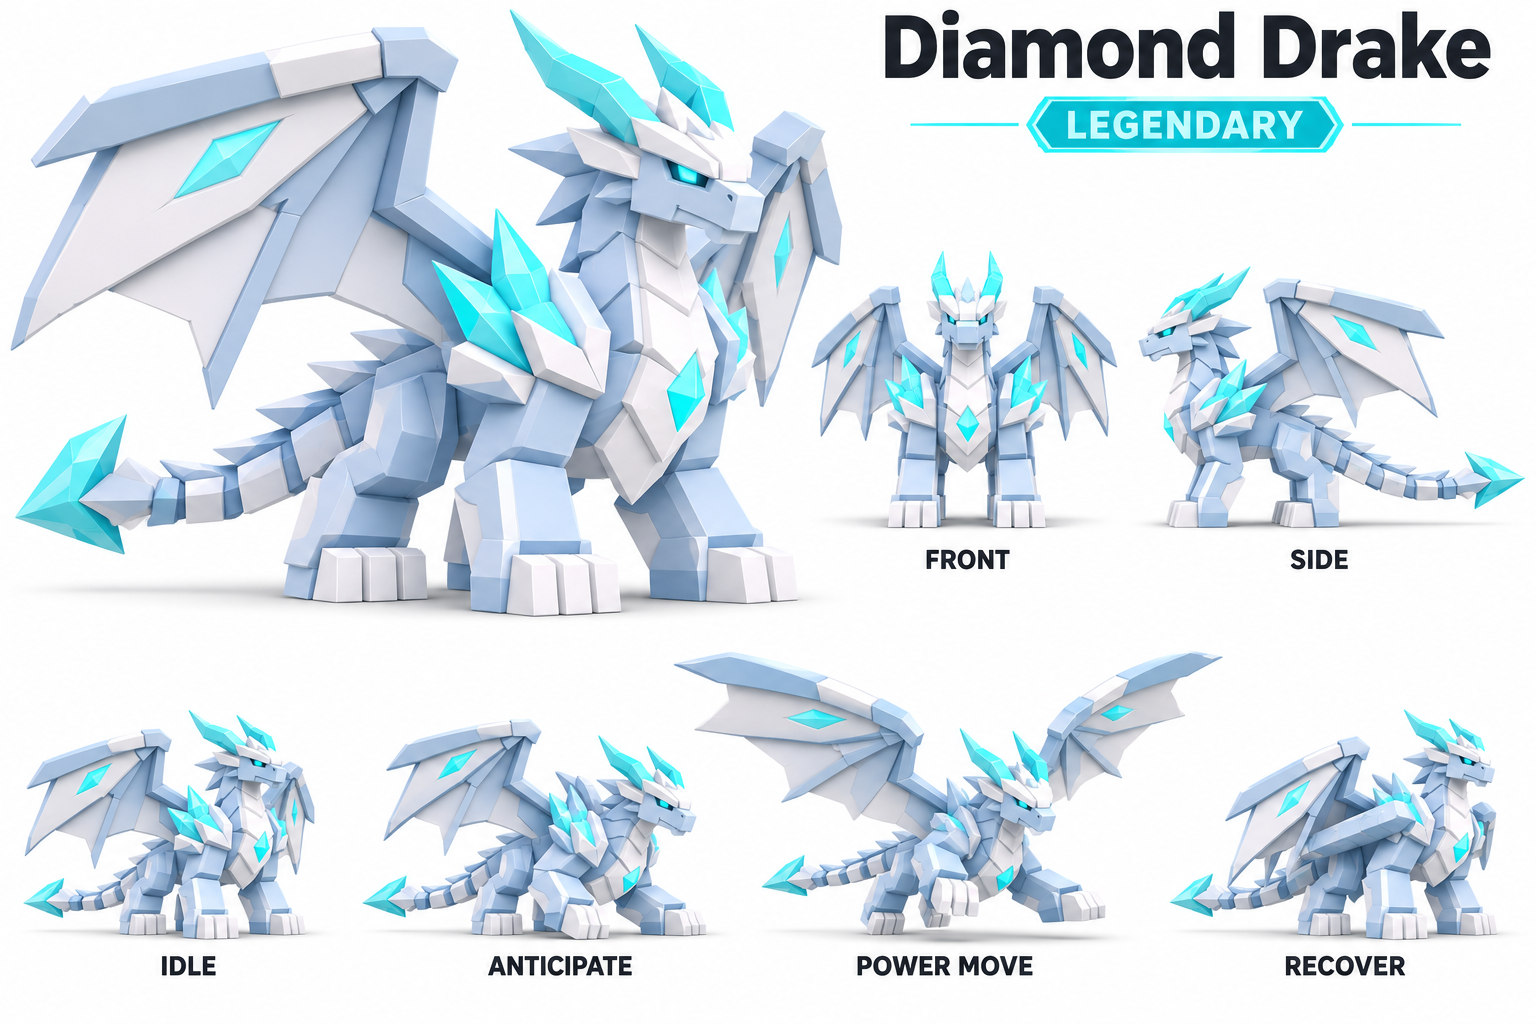 Diamond Drake
LEGENDARY
FRONT
SIDE
IDLE
ANTICIPATE
POWER MOVE
RECOVER